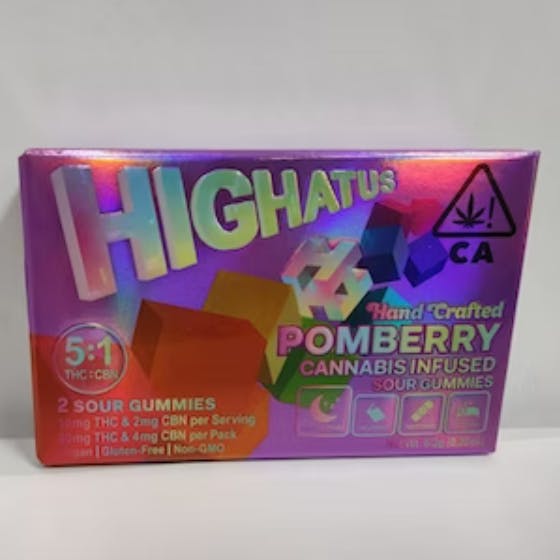 HIGHATUS
CA
Hand Crafted
POMBERRY
CANNABIS INFUSED
SOUR GUMMIES
5:1
THC:CBN
2 SOUR GUMMIES
THC & 2mg CBN per Serving
THC & 4mg CBN per Pack
Gluten-Free | Non-GMO